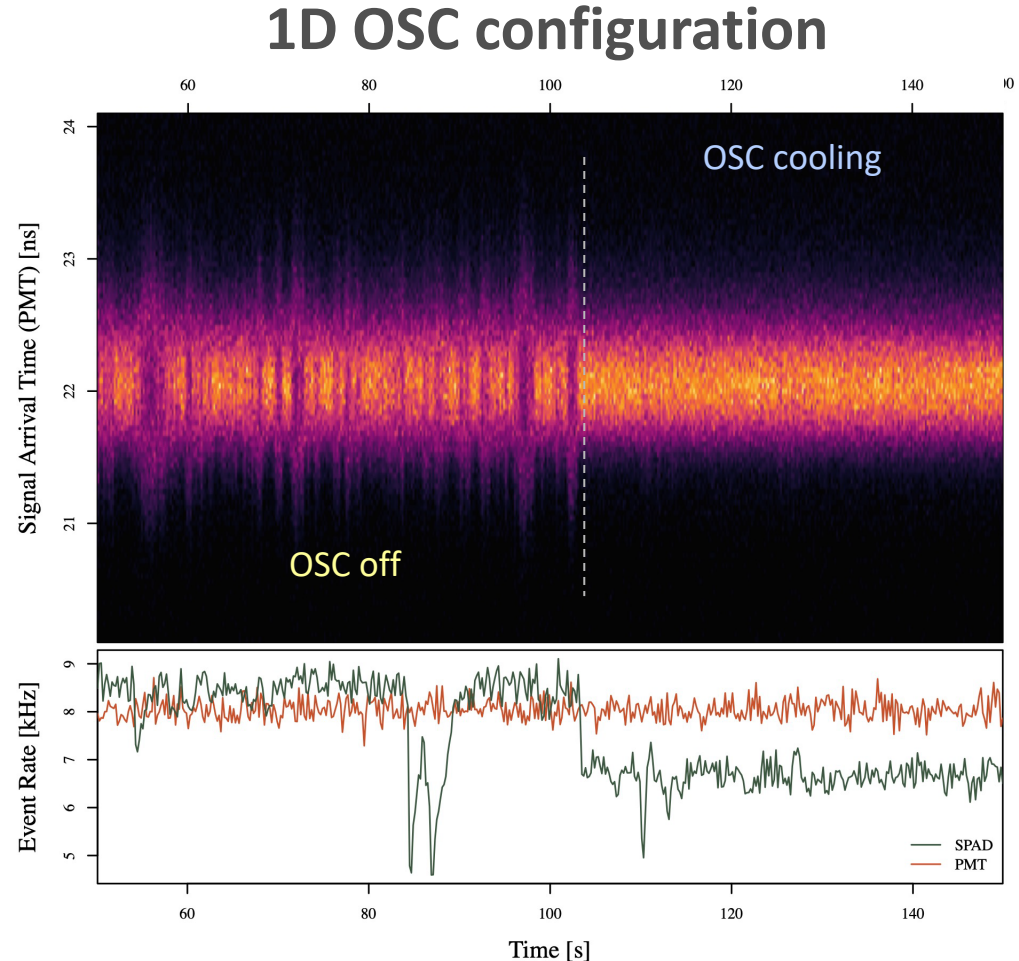 1D OSC configuration
60 80 100 120 140 00
24
OSC cooling
23
22
21
Signal Arrival Time (PMT) [ns]
OSC off
9
8
7
6
5
Event Rate [kHz]
SPAD
PMT
60 80 100 120 140
Time [s]